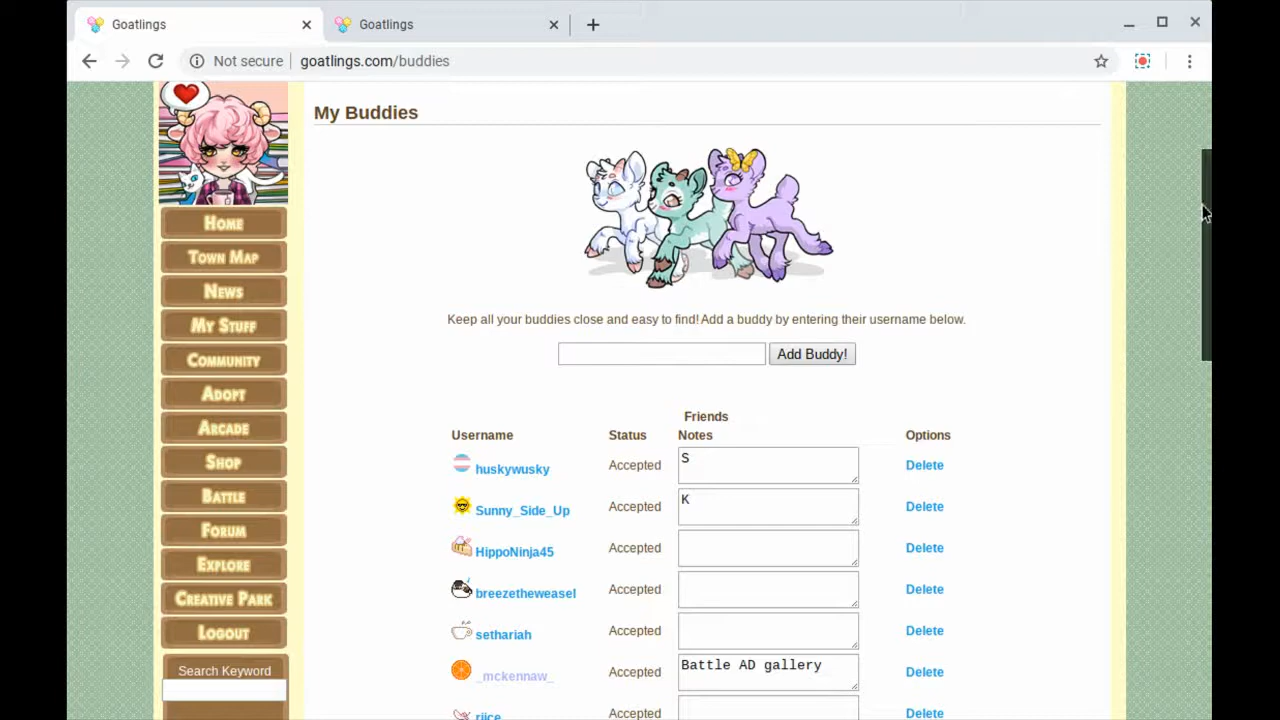 Goatlings
Goatlings
Not secure goatlings.com/buddies
My Buddies
Home
Town Map
News
My Stuff
Community
Adopt
Arcade
Shop
Battle
Forum
Explore
Creative Park
Logout
Search Keyword
Keep all your buddies close and easy to find! Add a buddy by entering their username below.
Add Buddy!
Friends
Username Status Notes Options
huskywusky Accepted S Delete
Sunny_Side_Up Accepted K Delete
HippoNinja45 Accepted Delete
breezetheweasel Accepted Delete
sethariah Accepted Delete
_mckennaw_ Accepted Battle AD gallery Delete
riice Accepted Delete